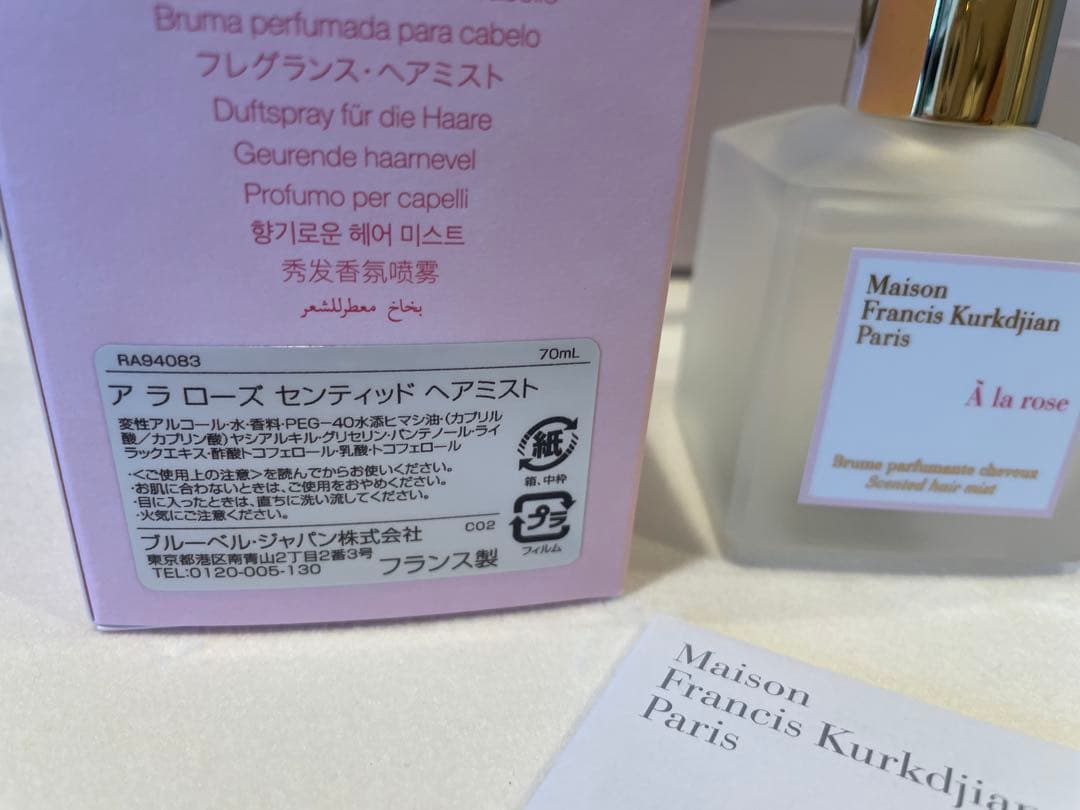 Bruma perfumada para cabelo
フレグランス・ヘアミスト
Duftspray für die Haare
Geurende haarnevel
Profumo per capelli
향기로운 헤어 미스트
秀发香氛喷雾
بخاخ معطرللشعر
RA94083 70mL
ア ラ ローズ センティッド ヘアミスト
変性アルコール・水・香料・PEG-40水添ヒマシ油・(カプリル
酸/カプリン酸)ヤシアルキル・グリセリン・パンテノール・ライ
ラックエキス・酢酸トコフェロール・乳酸・トコフェロール
・<ご使用上の注意>を読んでからお使いください。
・お肌に合わないときは、ご使用をおやめください。
・目に入ったときは、直ちに洗い流してください。
・火気にご注意ください。
紙
箱、中枠
プラ
フィルム
C02
ブルーベル・ジャパン株式会社
東京都港区南青山2丁目2番3号
TEL:0120-005-130 フランス製
Maison
Francis Kurkdjian
Paris
À la rose
Brume parfumante cheveux
Scented hair mist
Maison
Francis Kurkdjian
Paris